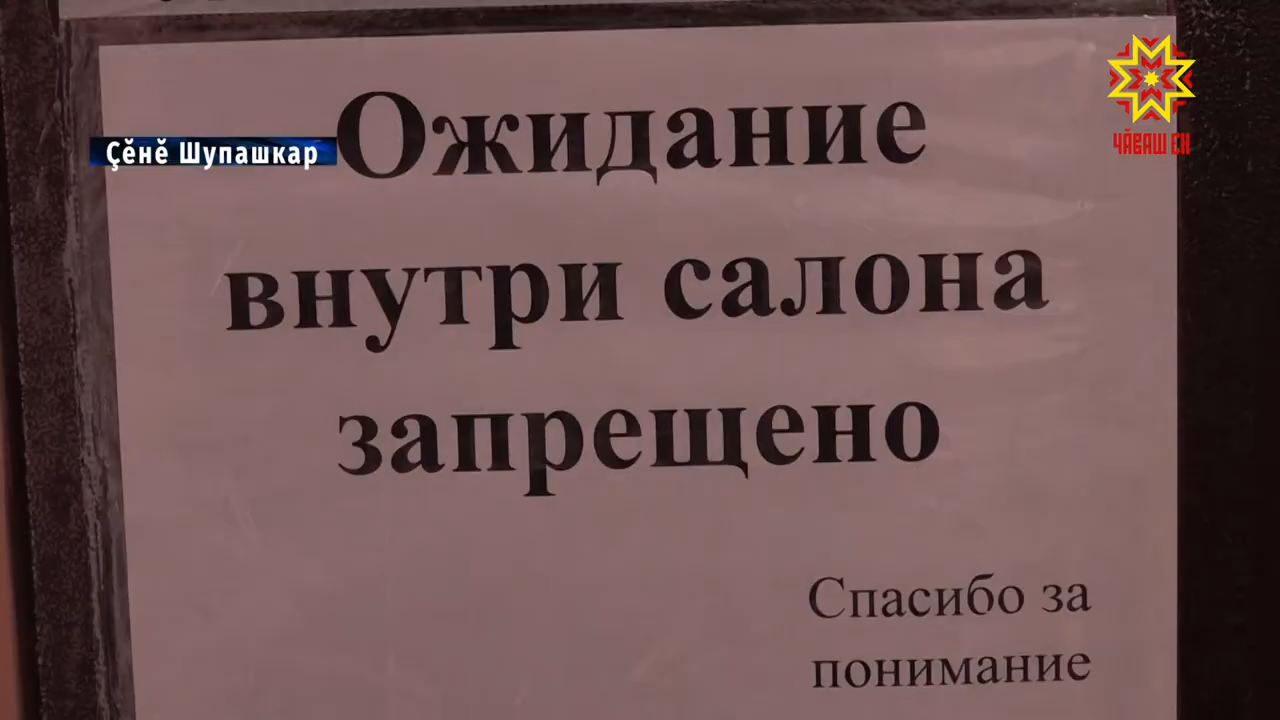 Ҫӗнӗ Шупашкар
Ожидание
внутри салона
запрещено
Спасибо за
понимание
ЧӐВАШ ЕН